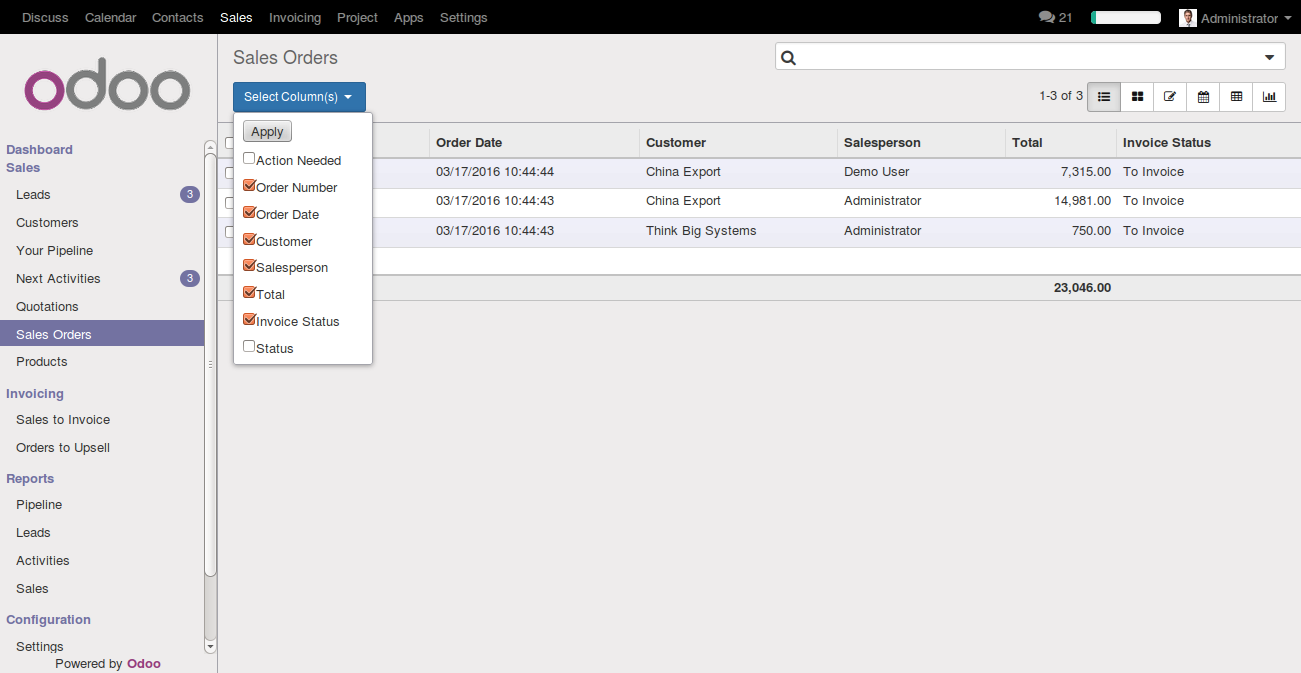 Discuss Calendar Contacts Sales Invoicing Project Apps Settings 21 Administrator
odoo
Dashboard
Sales
Leads 3
Customers
Your Pipeline
Next Activities 3
Quotations
Sales Orders
Products
Invoicing
Sales to Invoice
Orders to Upsell
Reports
Pipeline
Leads
Activities
Sales
Configuration
Settings
Powered by Odoo
Sales Orders
Select Column(s)
1-3 of 3
Apply
Action Needed
Order Number
Order Date
Customer
Salesperson
Total
Invoice Status
Status
Order Date Customer Salesperson Total Invoice Status
03/17/2016 10:44:44 China Export Demo User 7,315.00 To Invoice
03/17/2016 10:44:43 China Export Administrator 14,981.00 To Invoice
03/17/2016 10:44:43 Think Big Systems Administrator 750.00 To Invoice
23,046.00